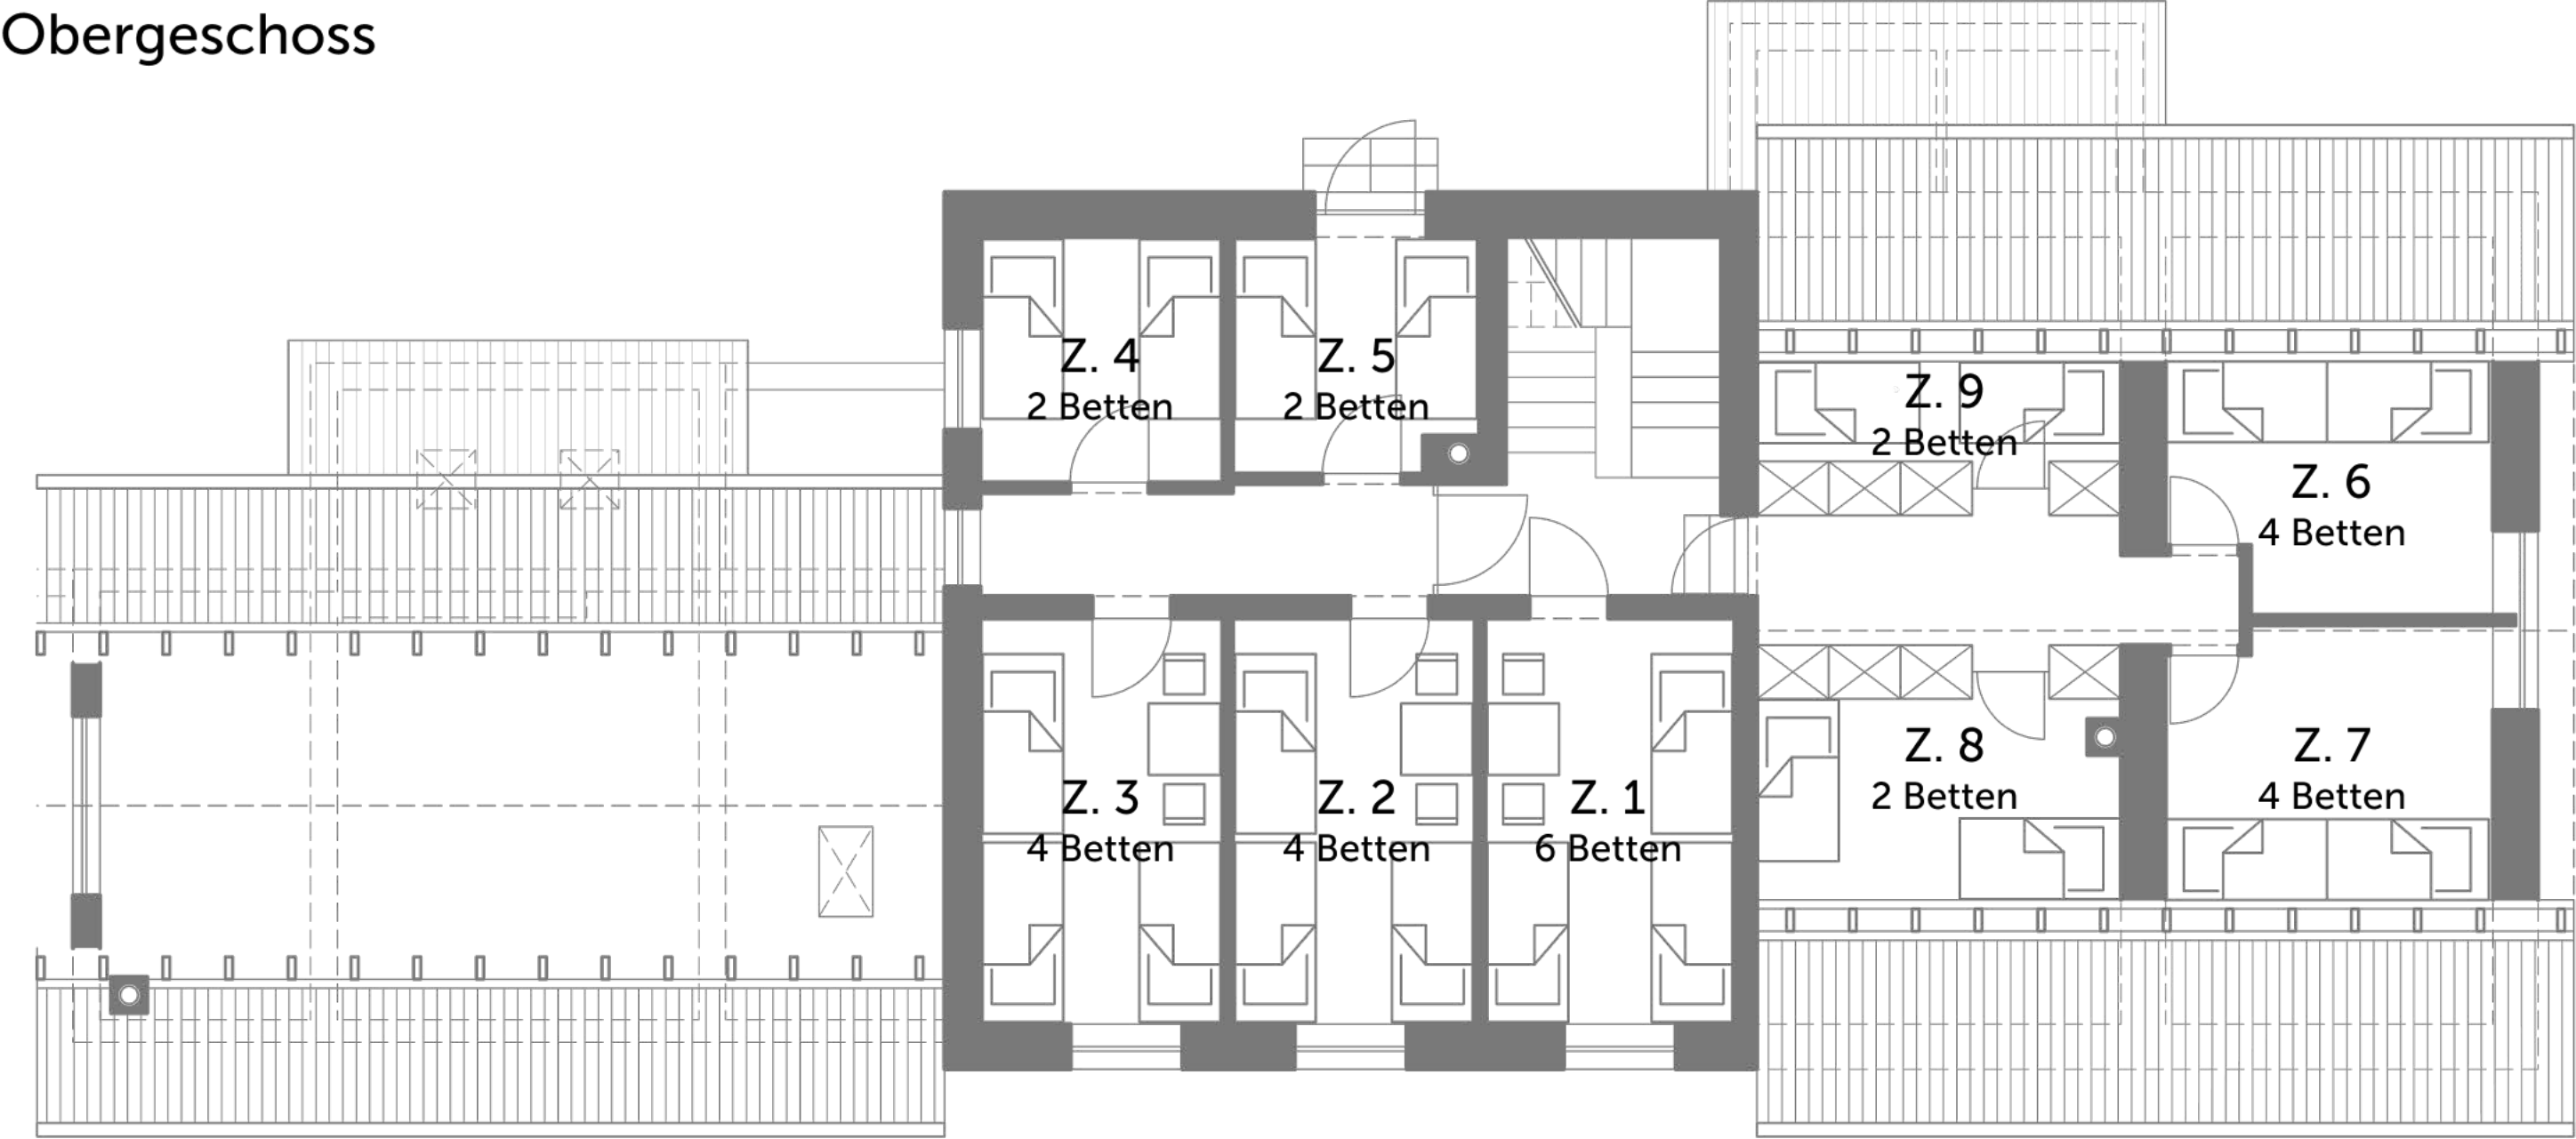 Obergeschoss
Z. 4
2 Betten
Z. 5
2 Betten
Z. 9
2 Betten
Z. 6
4 Betten
Z. 3
4 Betten
Z. 2
4 Betten
Z. 1
6 Betten
Z. 8
2 Betten
Z. 7
4 Betten